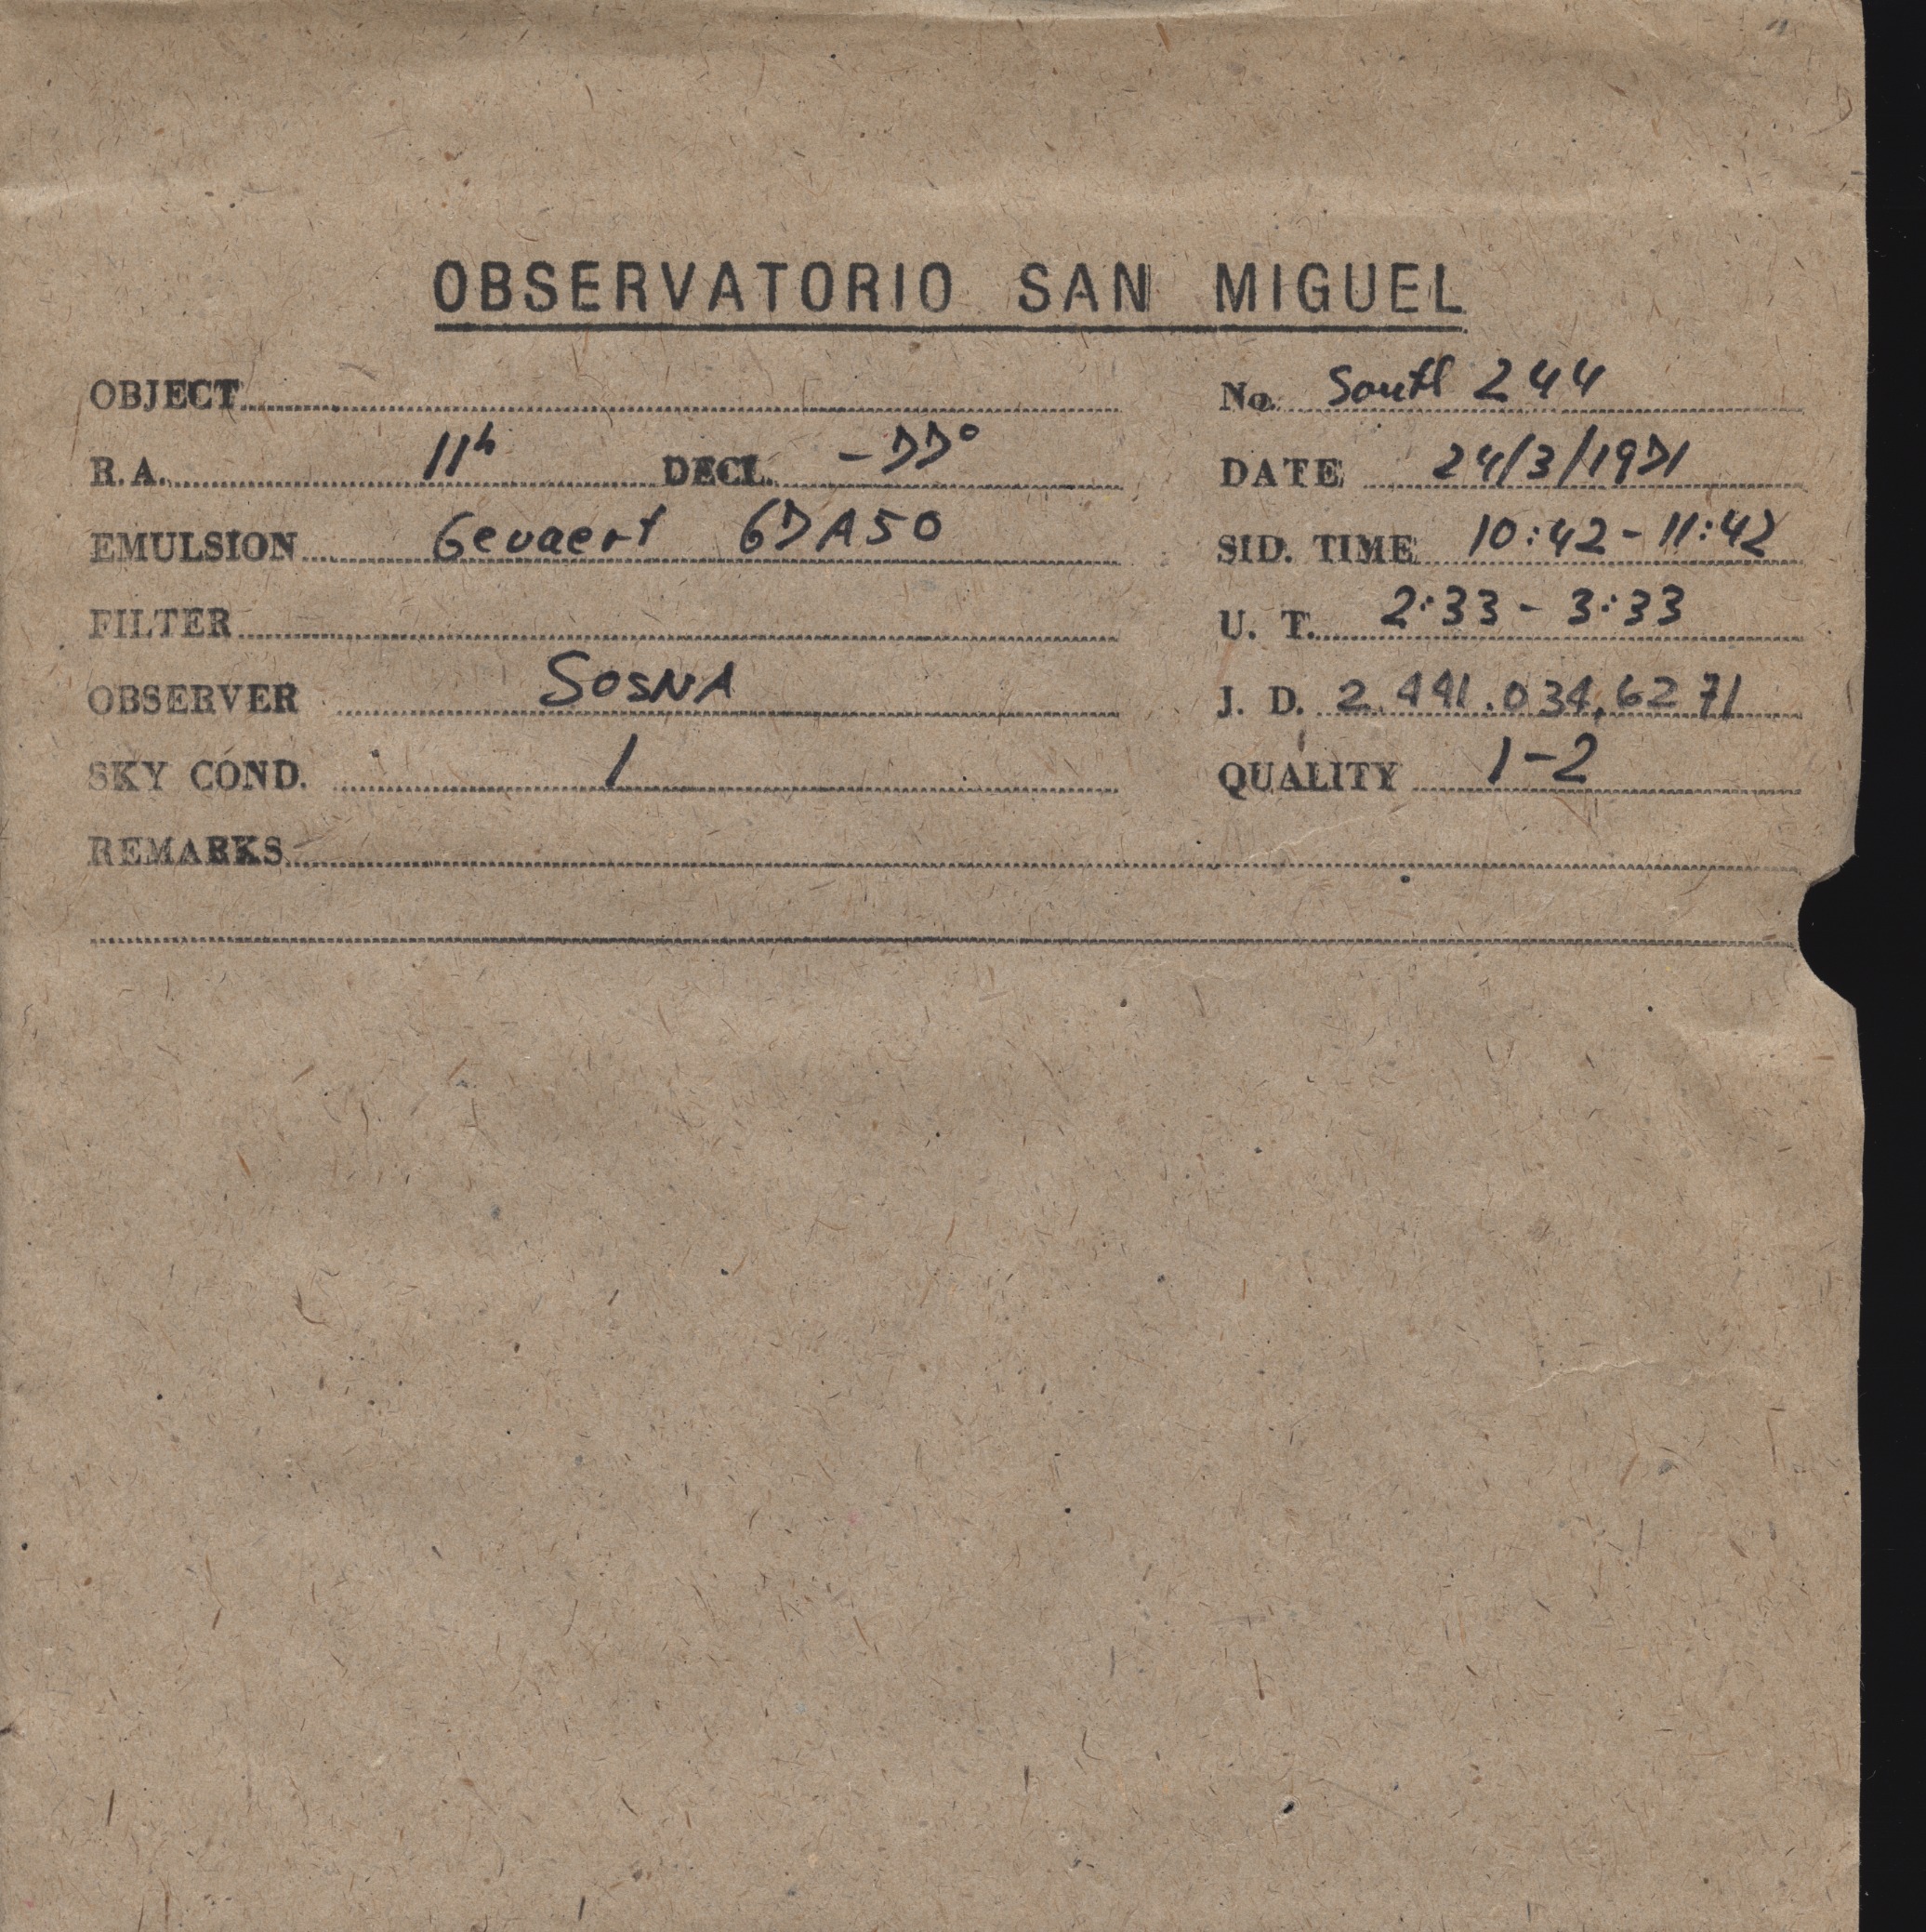 OBSERVATORIO SAN MIGUEL
OBJECT
No. South 244
R.A. 11h DECL. -77°
DATE 24/3/1971
EMULSION Gevaert 67A50
SID. TIME 10:42-11:42
FILTER
U. T. 2:33 - 3:33
OBSERVER SOSNA
J. D. 2.441.034,6271
SKY COND. 1
QUALITY 1-2
REMARKS